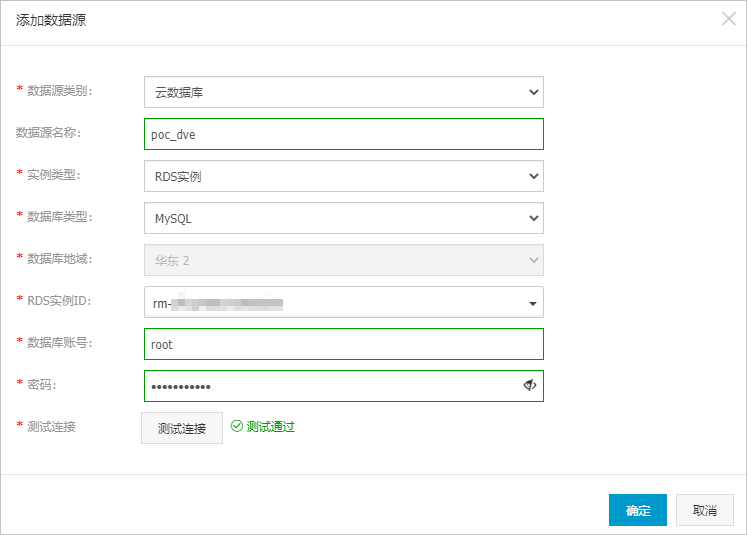 添加数据源
* 数据源类别: 云数据库
数据源名称: poc_dve
* 实例类型: RDS实例
* 数据库类型: MySQL
* 数据库地域: 华东 2
* RDS实例ID: rm-
* 数据库账号: root
* 密码: •••••••••••
* 测试连接 测试连接 测试通过
确定 取消